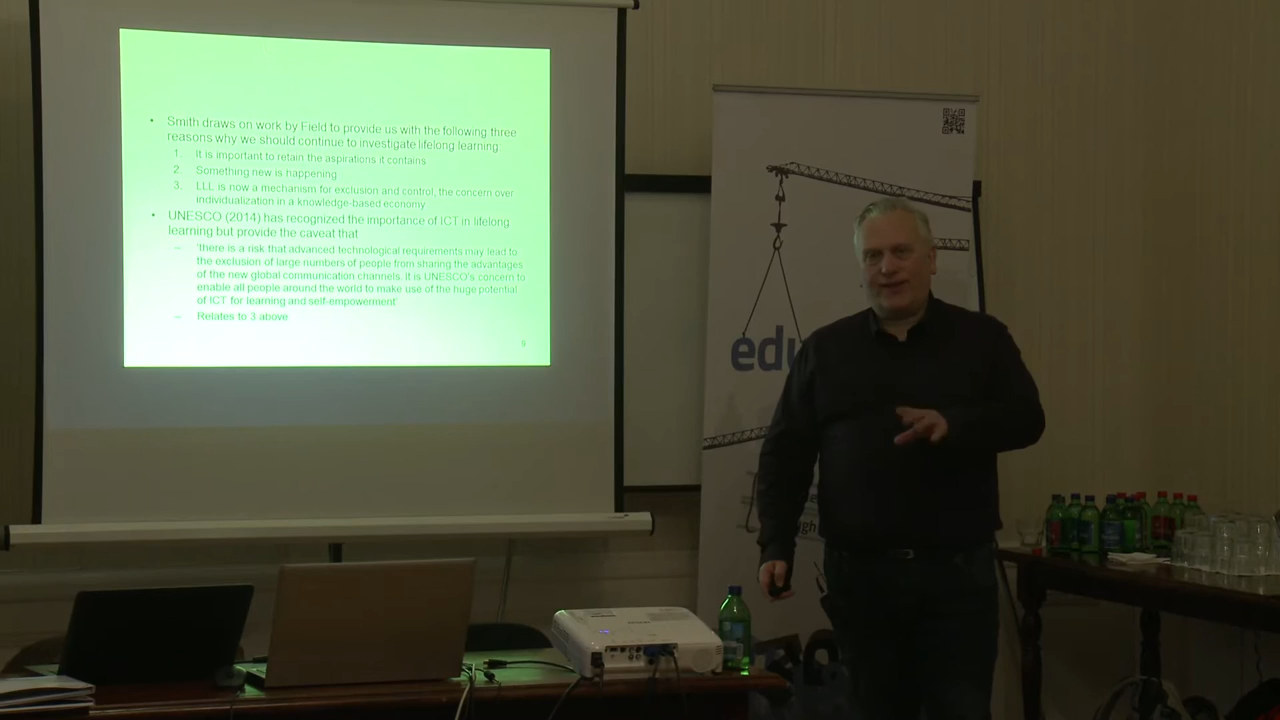 • Smith draws on work by Field to provide us with the following three
reasons why we should continue to investigate lifelong learning:
1. It is important to retain the aspirations it contains
2. Something new is happening
3. LLL is now a mechanism for exclusion and control, the concern over
individualization in a knowledge-based economy
• UNESCO (2014) has recognized the importance of ICT in lifelong
learning but provide the caveat that
– 'there is a risk that advanced technological requirements may lead to
the exclusion of large numbers of people from sharing the advantages
of the new global communication channels. It is UNESCO's concern to
enable all people around the world to make use of the huge potential
of ICT for learning and self-empowerment'
– Relates to 3 above
9
edu